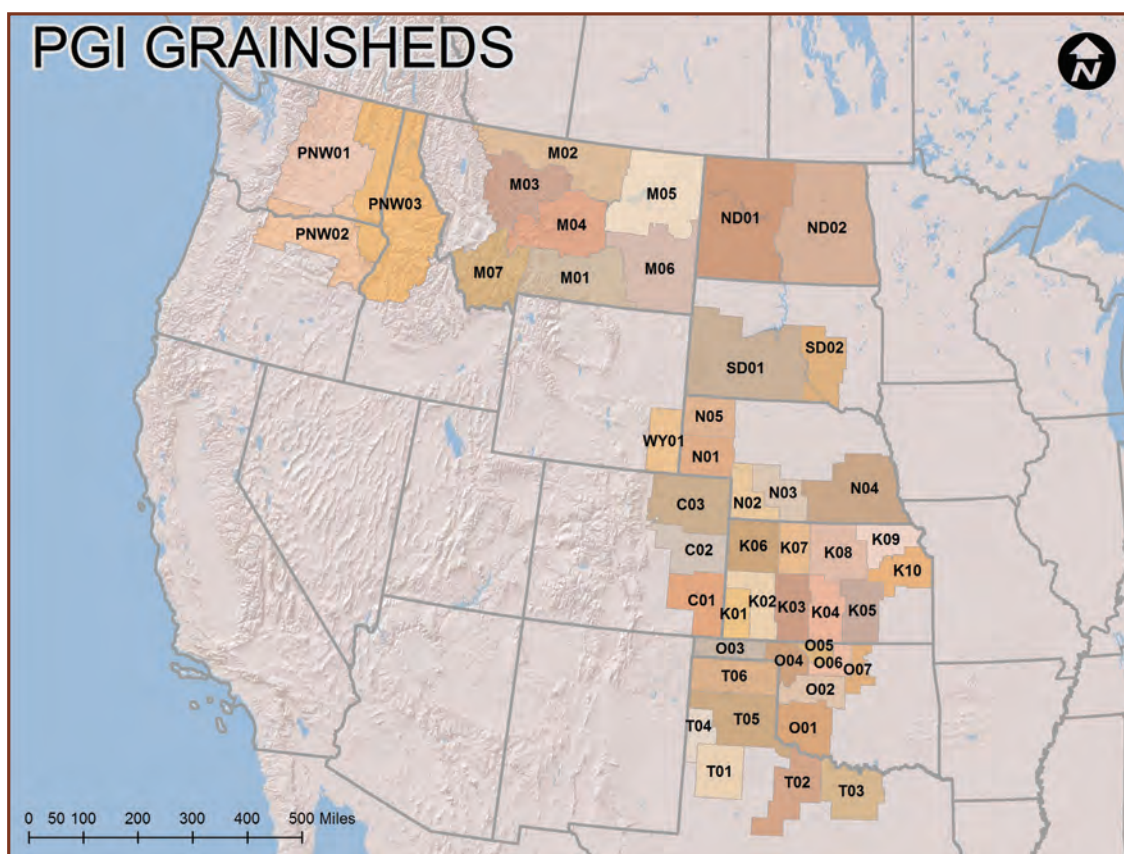 PGI GRAINSHEDS
N
PNW01
M02
M03
M05
PNW03
M04
ND01
ND02
PNW02
M07
M01
M06
SD01
SD02
WY01
N05
N01
N02
N03
N04
C03
C02
K06
K07
K08
K09
K10
C01
K01
K02
K03
K04
K05
O03
O04
O05
O06
O07
T06
O02
T04
T05
O01
T01
T02
T03
0 50 100 200 300 400 500 Miles